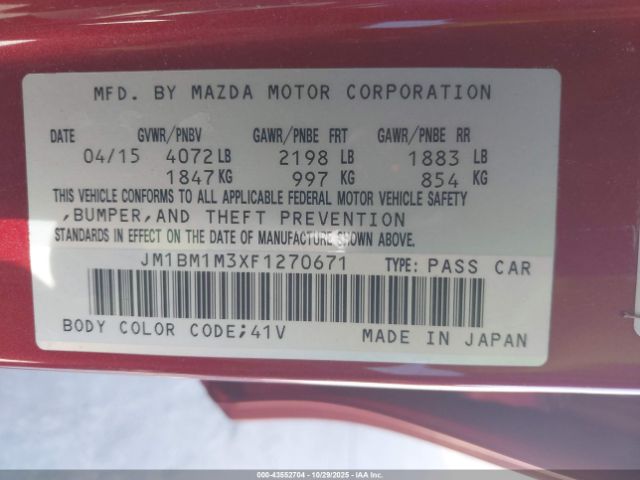 MFD. BY MAZDA MOTOR CORPORATION
DATE GVWR/PNBV GAWR/PNBE FRT GAWR/PNBE RR
04/15 4072 LB 2198 LB 1883 LB
1847 KG 997 KG 854 KG
THIS VEHICLE CONFORMS TO ALL APPLICABLE FEDERAL MOTOR VEHICLE SAFETY
,BUMPER,AND THEFT PREVENTION
STANDARDS IN EFFECT ON THE DATE OF MANUFACTURE SHOWN ABOVE.
JM1BM1M3XF1270671 TYPE: PASS CAR
BODY COLOR CODE;41V MADE IN JAPAN
000-43552704 - 10/29/2025 - IAAI.CA